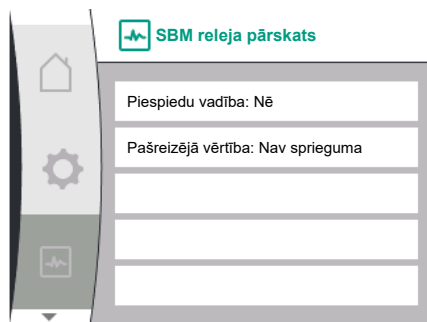 SBM releja pārskats
Piespiedu vadība: Nē
Pašreizējā vērtība: Nav sprieguma